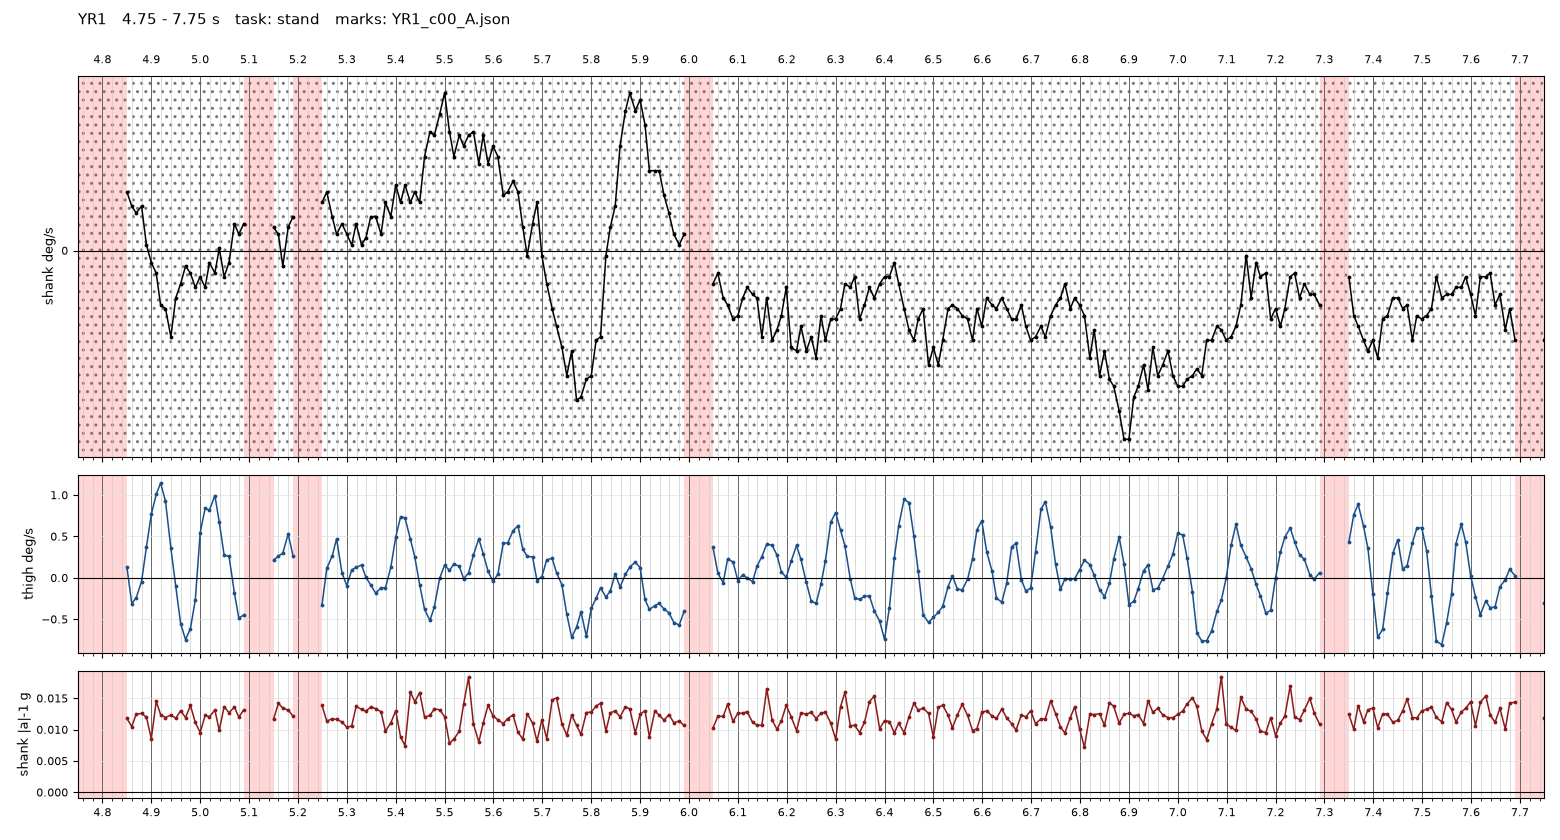 YR1   4.75 - 7.75 s   task: stand   marks: YR1_c00_A.json
4.8 4.9 5.0 5.1 5.2 5.3 5.4 5.5 5.6 5.7 5.8 5.9 6.0 6.1 6.2 6.3 6.4 6.5 6.6 6.7 6.8 6.9 7.0 7.1 7.2 7.3 7.4 7.5 7.6 7.7
shank deg/s
0
thigh deg/s
1.0
0.5
0.0
−0.5
shank |a|-1 g
0.015
0.010
0.005
0.000
4.8 4.9 5.0 5.1 5.2 5.3 5.4 5.5 5.6 5.7 5.8 5.9 6.0 6.1 6.2 6.3 6.4 6.5 6.6 6.7 6.8 6.9 7.0 7.1 7.2 7.3 7.4 7.5 7.6 7.7